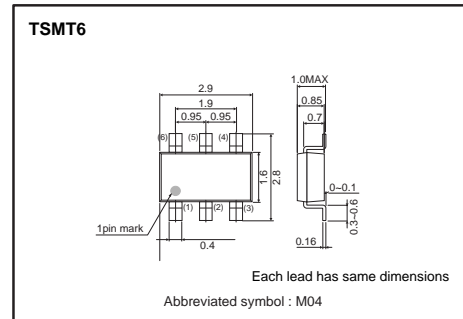 TSMT6
2.9
1.9
0.95 0.95
(6) (5) (4)
1.6
2.8
1pin mark
(1) (2) (3)
0.4
1.0MAX
0.85
0.7
0~0.1
0.3~0.6
0.16
Each lead has same dimensions
Abbreviated symbol : M04